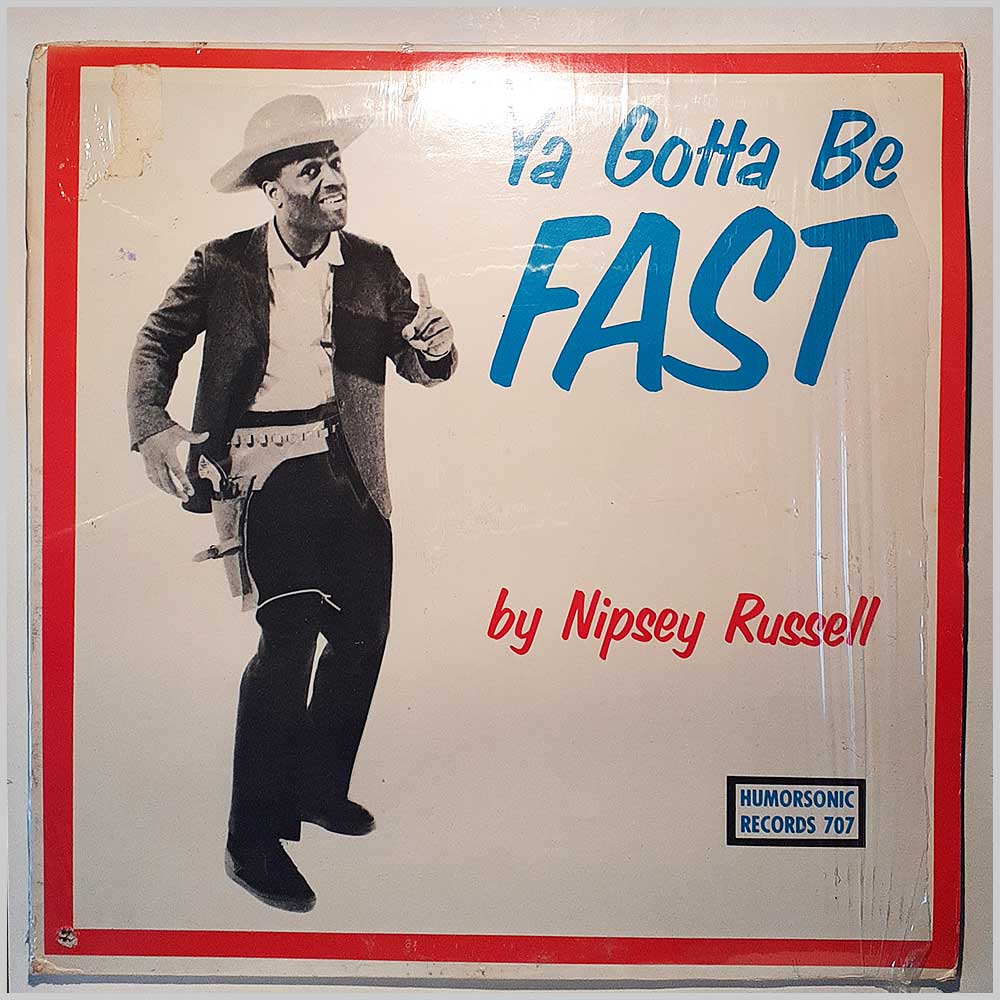 Ya Gotta Be
FAST
by Nipsey Russell
HUMORSONIC
RECORDS 707